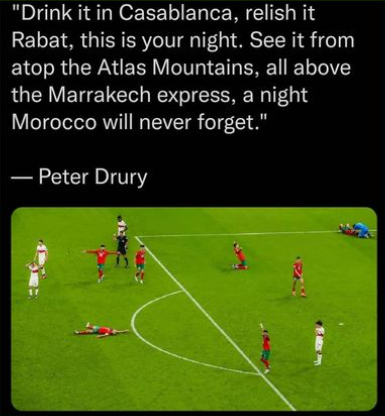 "Drink it in Casablanca, relish it
Rabat, this is your night. See it from
atop the Atlas Mountains, all above
the Marrakech express, a night
Morocco will never forget."
— Peter Drury